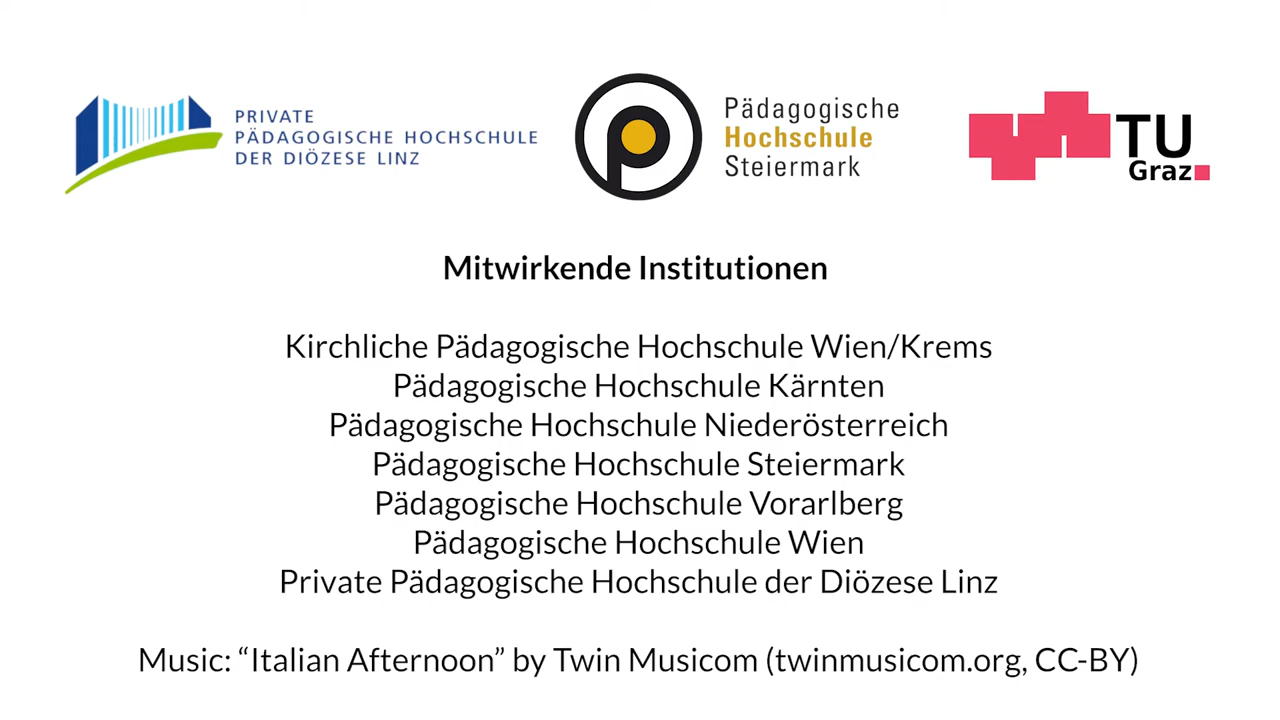 PRIVATE
PÄDAGOGISCHE HOCHSCHULE
DER DIÖZESE LINZ
Pädagogische
Hochschule
Steiermark
TU
Graz
Mitwirkende Institutionen
Kirchliche Pädagogische Hochschule Wien/Krems
Pädagogische Hochschule Kärnten
Pädagogische Hochschule Niederösterreich
Pädagogische Hochschule Steiermark
Pädagogische Hochschule Vorarlberg
Pädagogische Hochschule Wien
Private Pädagogische Hochschule der Diözese Linz
Music: “Italian Afternoon” by Twin Musicom (twinmusicom.org, CC-BY)